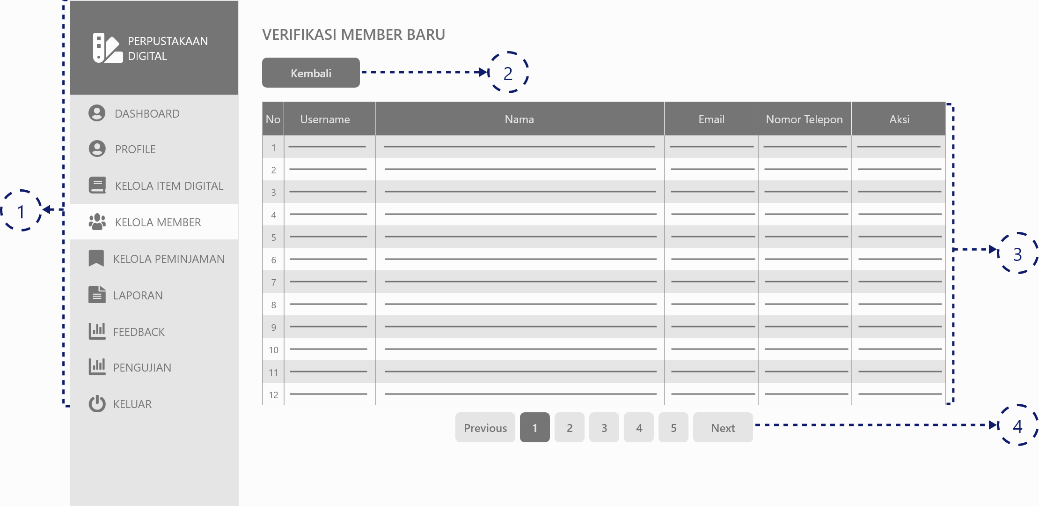 PERPUSTAKAAN
DIGITAL
DASHBOARD
PROFILE
KELOLA ITEM DIGITAL
KELOLA MEMBER
KELOLA PEMINJAMAN
LAPORAN
FEEDBACK
PENGUJIAN
KELUAR
1
VERIFIKASI MEMBER BARU
Kembali
2
No Username Nama Email Nomor Telepon Aksi
1
2
3
4
5
6
7
8
9
10
11
12
3
Previous 1 2 3 4 5 Next
4